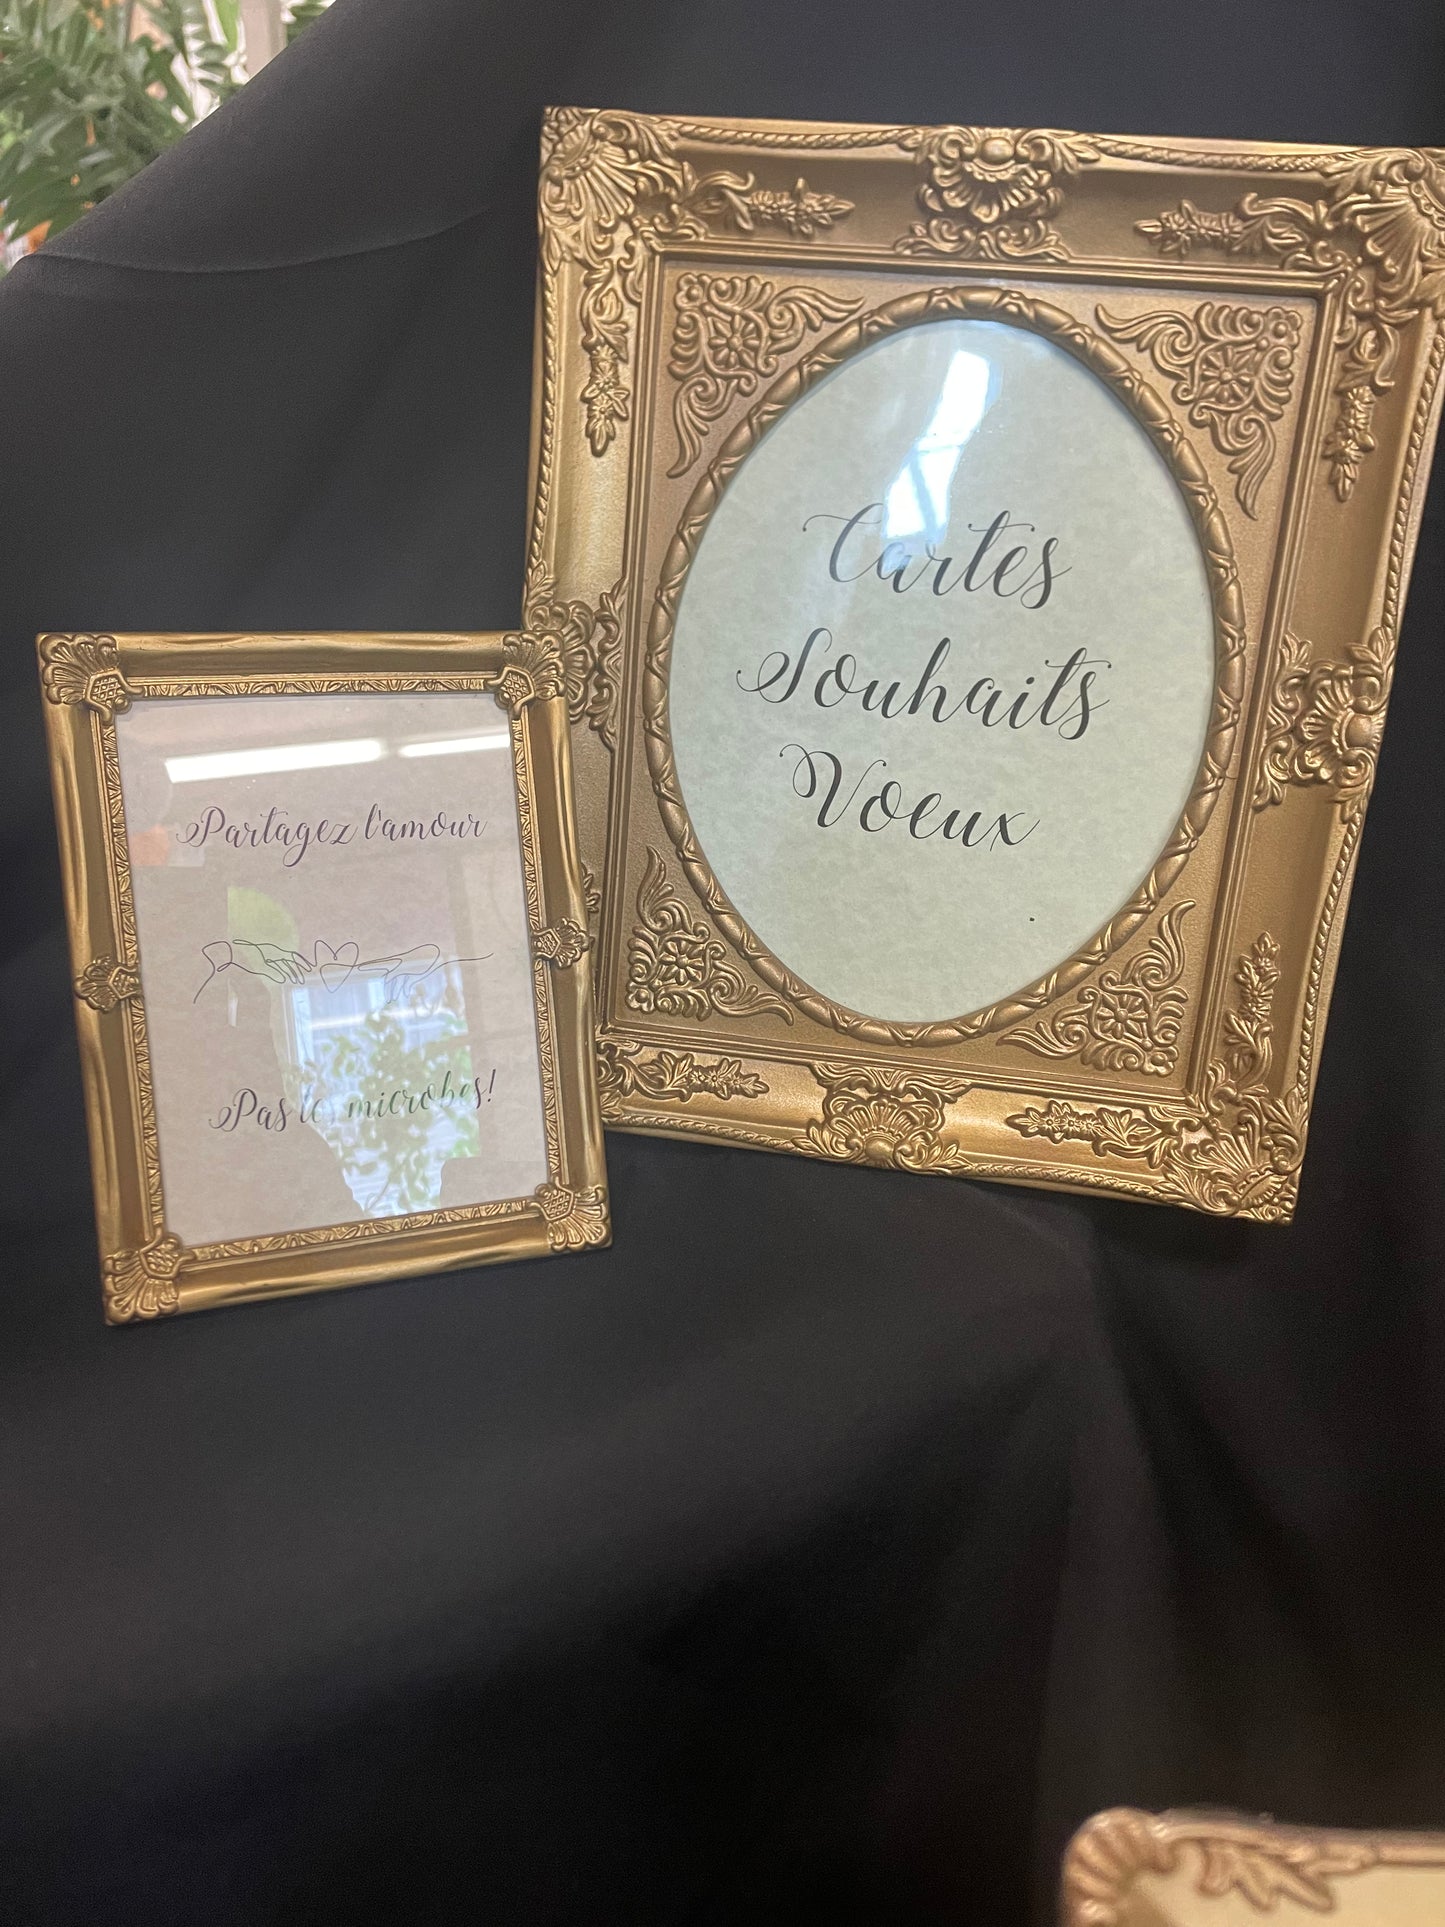 Partagez l'amour
Pas les microbes!
Cartes
Souhaits
Voeux